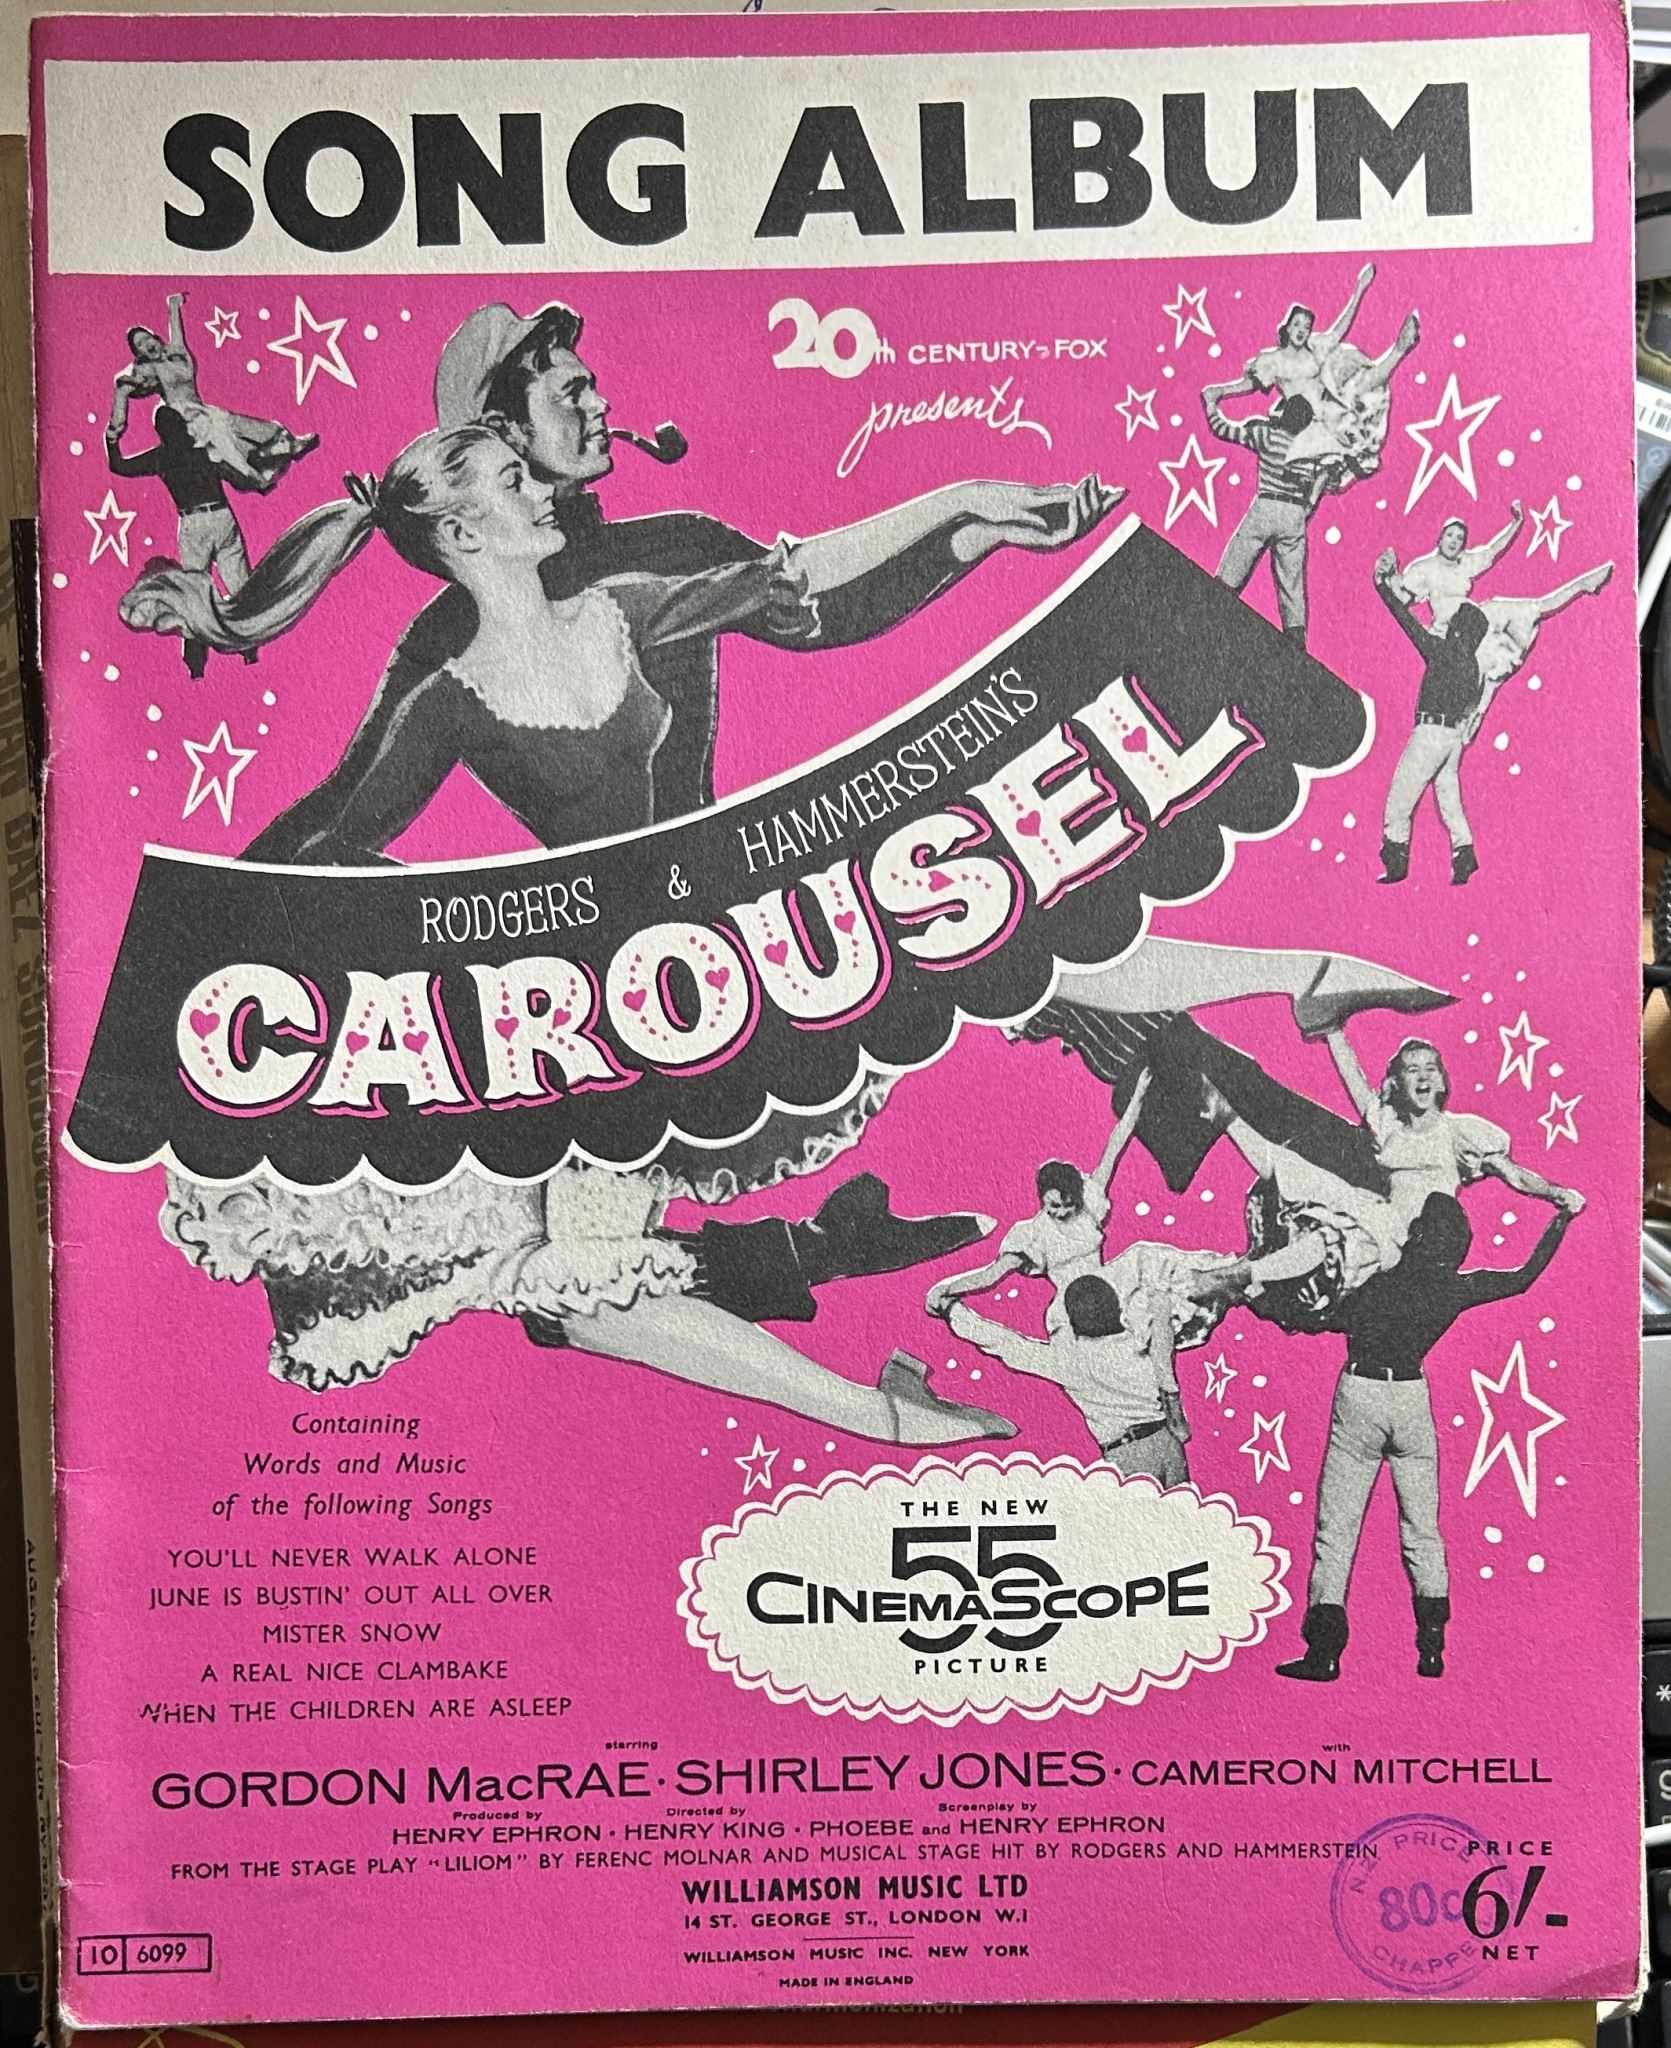 SONG ALBUM
20th CENTURY-FOX
presents
RODGERS & HAMMERSTEIN'S
CAROUSEL
Containing
Words and Music
of the following Songs
YOU'LL NEVER WALK ALONE
JUNE IS BUSTIN' OUT ALL OVER
MISTER SNOW
A REAL NICE CLAMBAKE
WHEN THE CHILDREN ARE ASLEEP
THE NEW
55
CINEMASCOPE
PICTURE
starring with
GORDON MacRAE · SHIRLEY JONES · CAMERON MITCHELL
Produced by Directed by Screenplay by
HENRY EPHRON · HENRY KING · PHOEBE and HENRY EPHRON
FROM THE STAGE PLAY "LILIOM" BY FERENC MOLNAR AND MUSICAL STAGE HIT BY RODGERS AND HAMMERSTEIN
WILLIAMSON MUSIC LTD
14 ST. GEORGE ST., LONDON W.1
WILLIAMSON MUSIC INC. NEW YORK
MADE IN ENGLAND
10 6099
PRICE
6/-
NET
N.Z. PRICE
80c